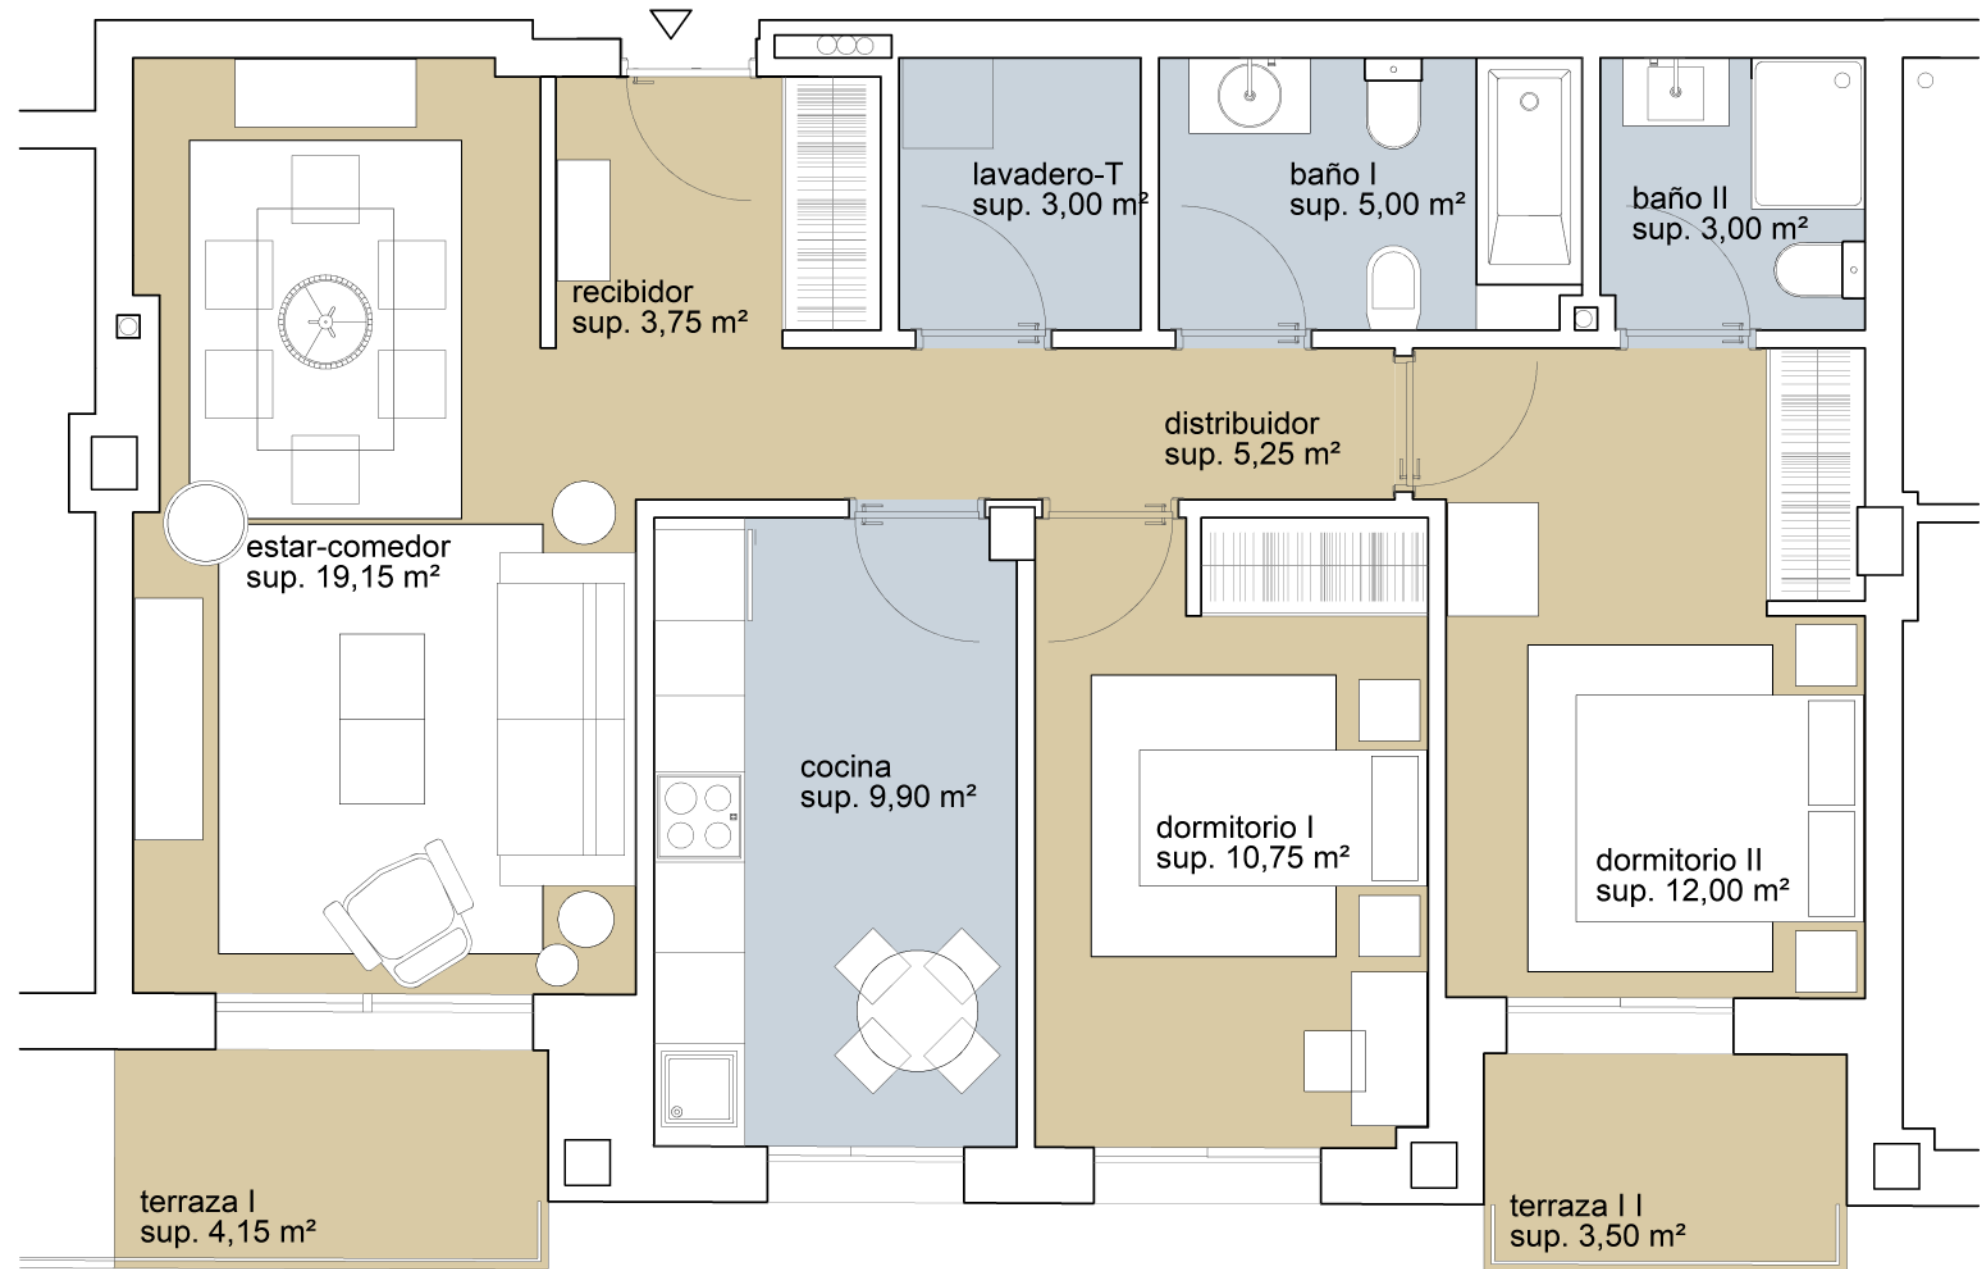 lavadero-T
sup. 3,00 m²
baño I
sup. 5,00 m²
baño II
sup. 3,00 m²
recibidor
sup. 3,75 m²
distribuidor
sup. 5,25 m²
estar-comedor
sup. 19,15 m²
cocina
sup. 9,90 m²
dormitorio I
sup. 10,75 m²
dormitorio II
sup. 12,00 m²
terraza I
sup. 4,15 m²
terraza I I
sup. 3,50 m²